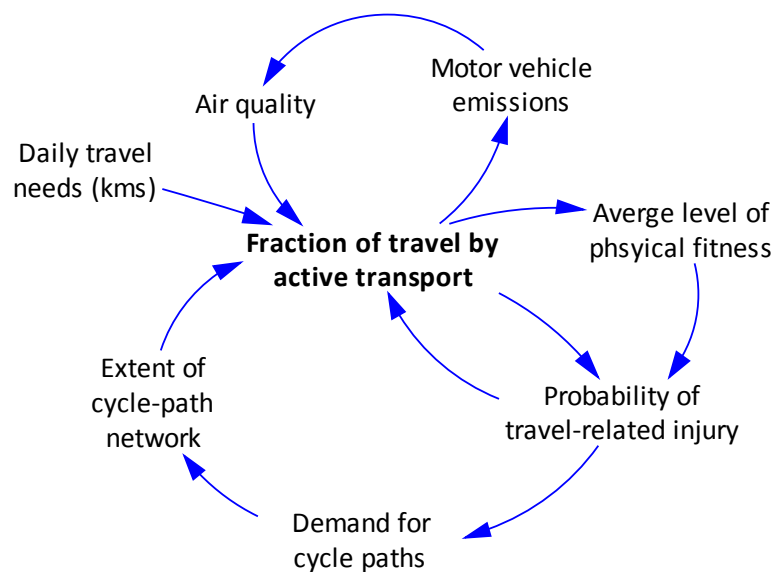 Motor vehicle
emissions
Air quality
Daily travel
needs (kms)
Averge level of
phsyical fitness
Fraction of travel by
active transport
Extent of
cycle-path
network
Probability of
travel-related injury
Demand for
cycle paths